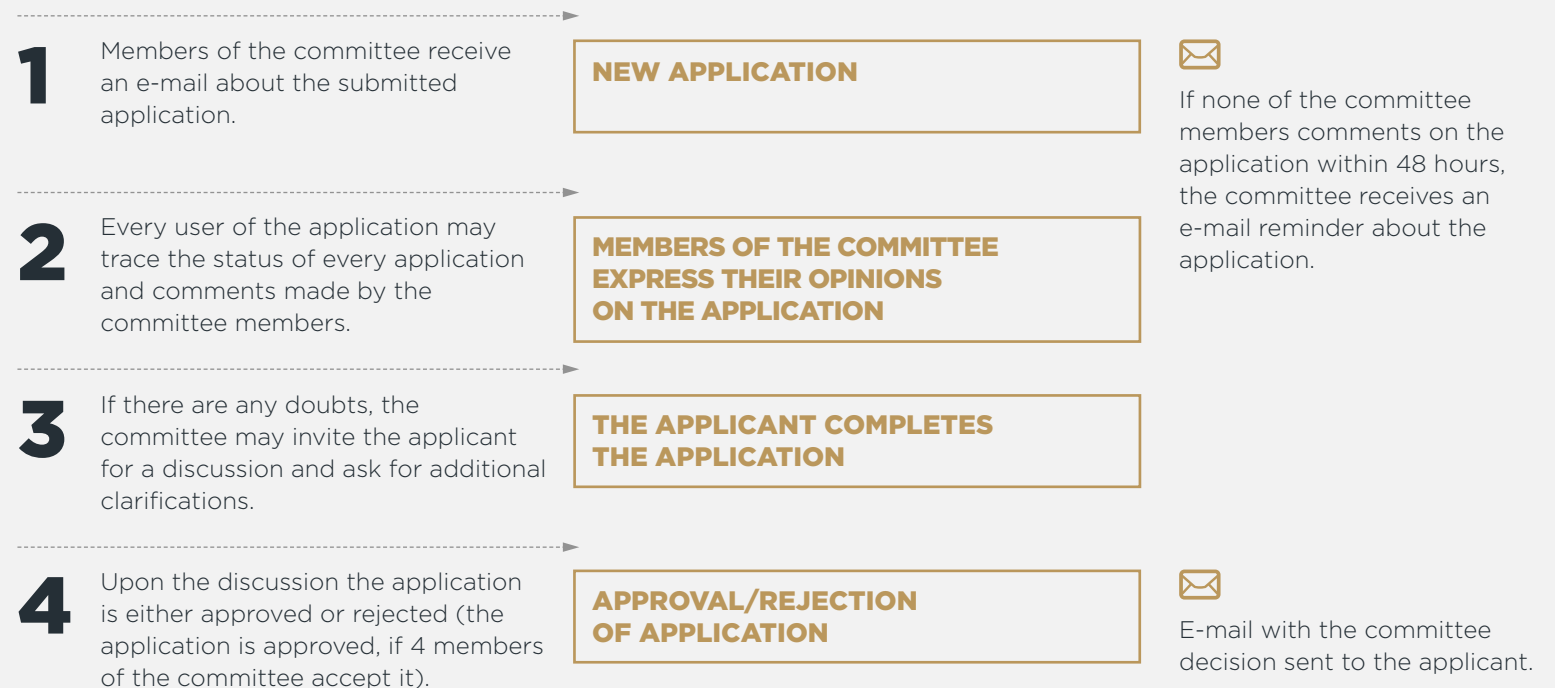 1
Members of the committee receive
an e-mail about the submitted
application.
NEW APPLICATION
If none of the committee
members comments on the
application within 48 hours,
the committee receives an
e-mail reminder about the
application.
2
Every user of the application may
trace the status of every application
and comments made by the
committee members.
MEMBERS OF THE COMMITTEE
EXPRESS THEIR OPINIONS
ON THE APPLICATION
3
If there are any doubts, the
committee may invite the applicant
for a discussion and ask for additional
clarifications.
THE APPLICANT COMPLETES
THE APPLICATION
4
Upon the discussion the application
is either approved or rejected (the
application is approved, if 4 members
of the committee accept it).
APPROVAL/REJECTION
OF APPLICATION
E-mail with the committee
decision sent to the applicant.